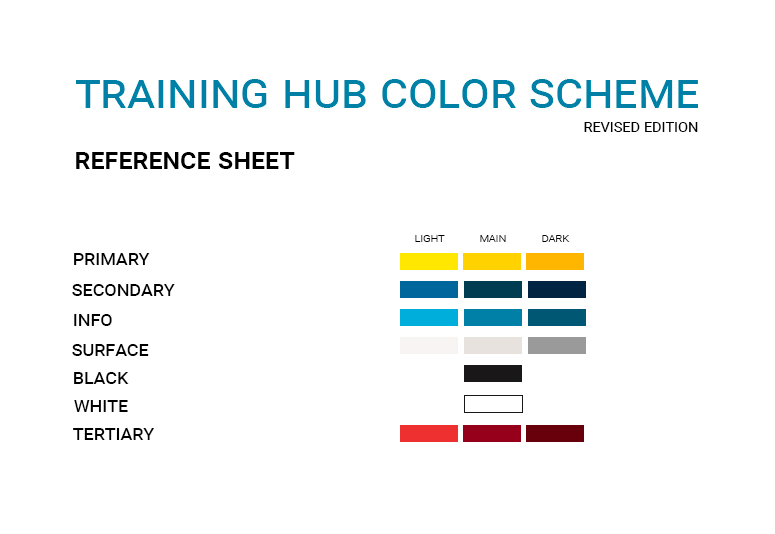 TRAINING HUB COLOR SCHEME
REVISED EDITION
REFERENCE SHEET
LIGHT MAIN DARK
PRIMARY
SECONDARY
INFO
SURFACE
BLACK
WHITE
TERTIARY